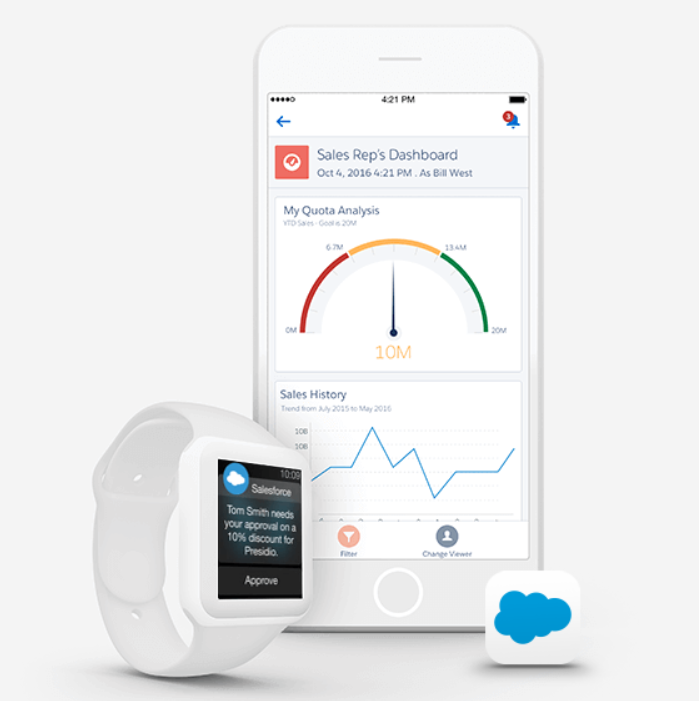 4:21 PM
3
Sales Rep's Dashboard
Oct 4, 2016 4:21 PM . As Bill West
My Quota Analysis
YTD Sales - Goal is 20M
6.7M
13.4M
0M
20M
10M
Sales History
Trend from July 2015 to May 2016
10B
10B
Filter
Change Viewer
10:09
Salesforce
Tom Smith needs
your approval on a
10% discount for
Presidio.
Approve